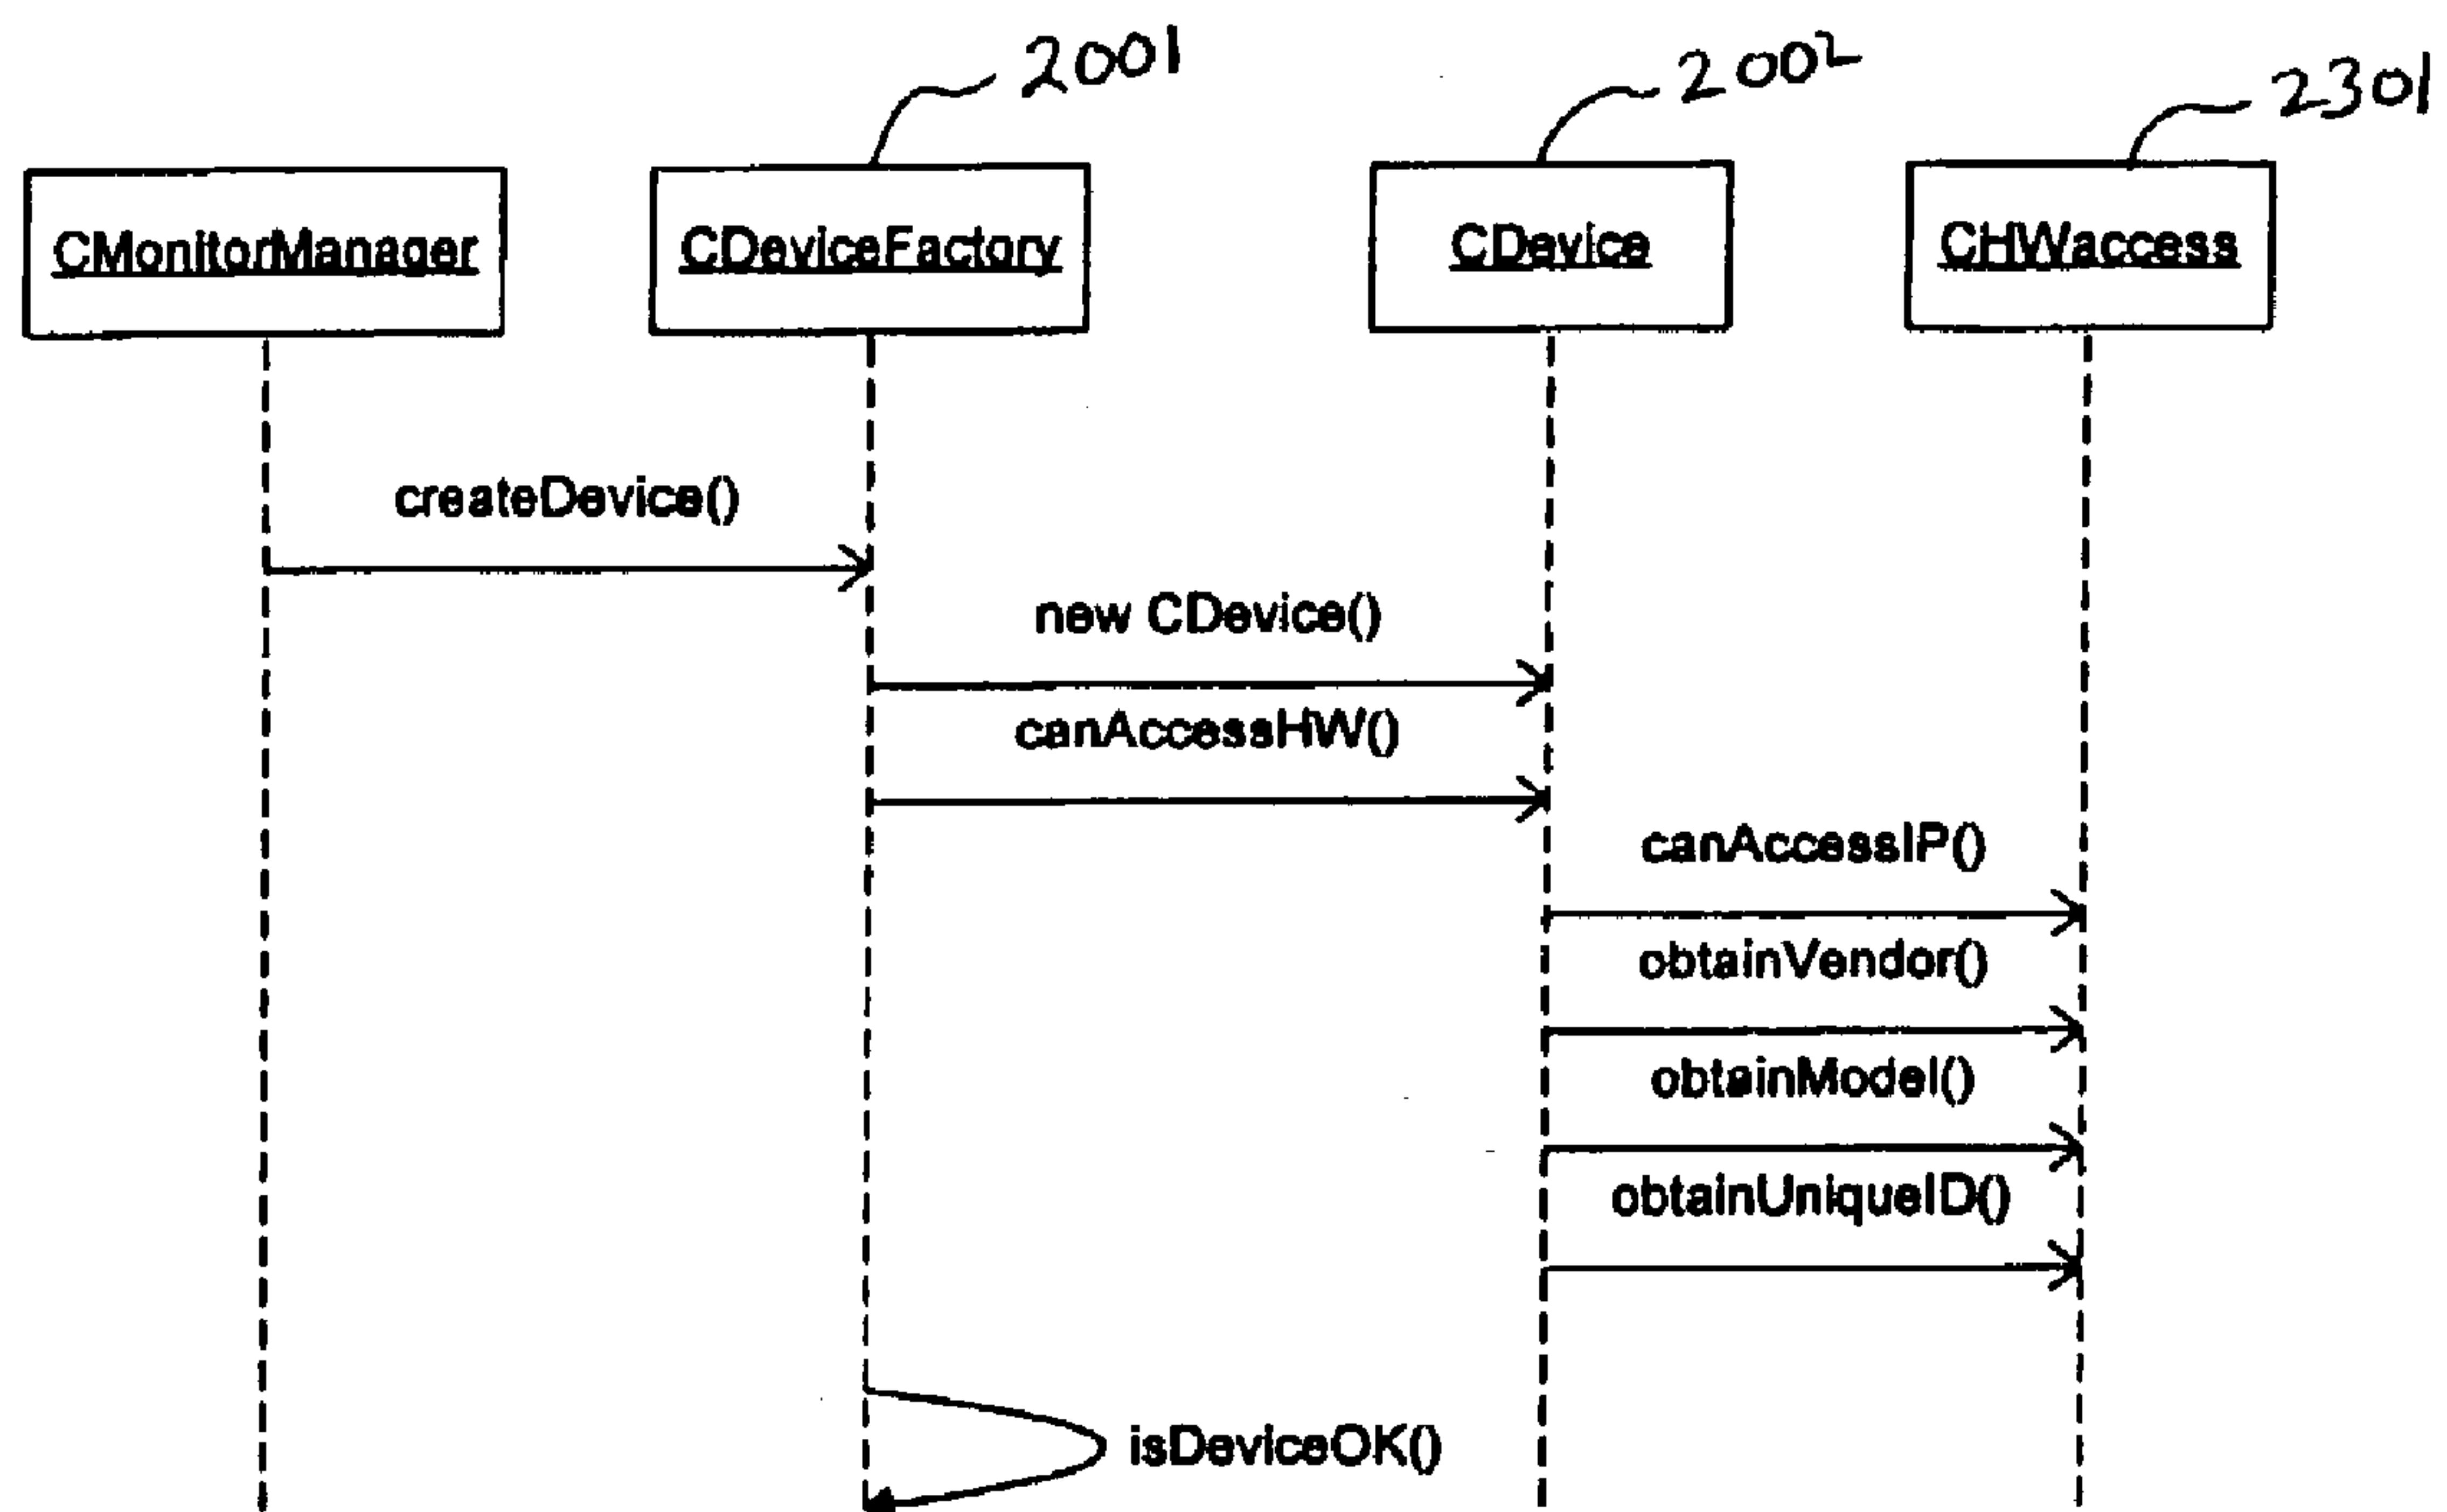 2001
2002
2301
CMonitorManager
CDeviceFactory
CDevice
CHWaccess
createDevice()
new CDevice()
canAccessHW()
canAccessIP()
obtainVendor()
obtainModel()
obtainUniqueID()
isDeviceOK()